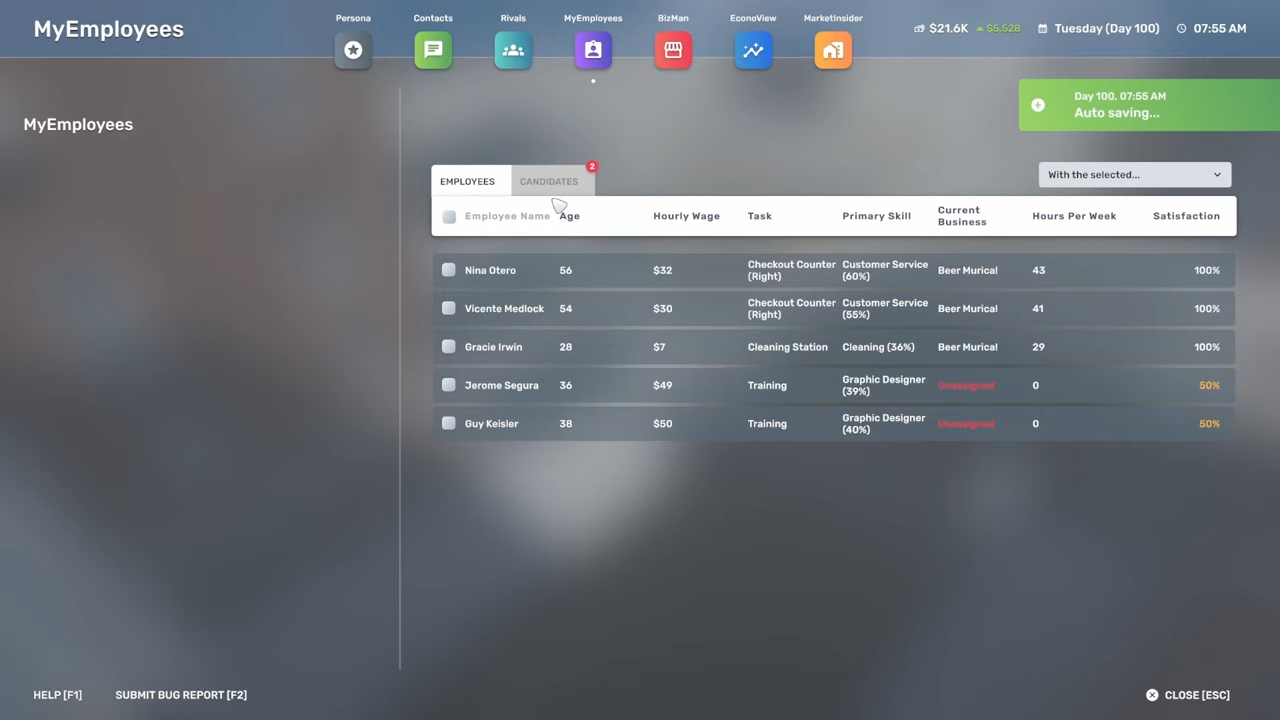 MyEmployees
Persona
Contacts
Rivals
MyEmployees
BizMan
EconoView
MarketInsider
$21.6K
$5,528
Tuesday (Day 100)
07:55 AM
MyEmployees
Day 100, 07:55 AM
Auto saving...
EMPLOYEES
CANDIDATES
2
With the selected...
Employee Name
Age
Hourly Wage
Task
Primary Skill
Current
Business
Hours Per Week
Satisfaction
Nina Otero
56
$32
Checkout Counter
(Right)
Customer Service
(60%)
Beer Murical
43
100%
Vicente Medlock
54
$30
Checkout Counter
(Right)
Customer Service
(55%)
Beer Murical
41
100%
Gracie Irwin
28
$7
Cleaning Station
Cleaning (36%)
Beer Murical
29
100%
Jerome Segura
36
$49
Training
Graphic Designer
(39%)
Unassigned
0
50%
Guy Keisler
38
$50
Training
Graphic Designer
(40%)
Unassigned
0
50%
HELP [F1]
SUBMIT BUG REPORT [F2]
CLOSE [ESC]